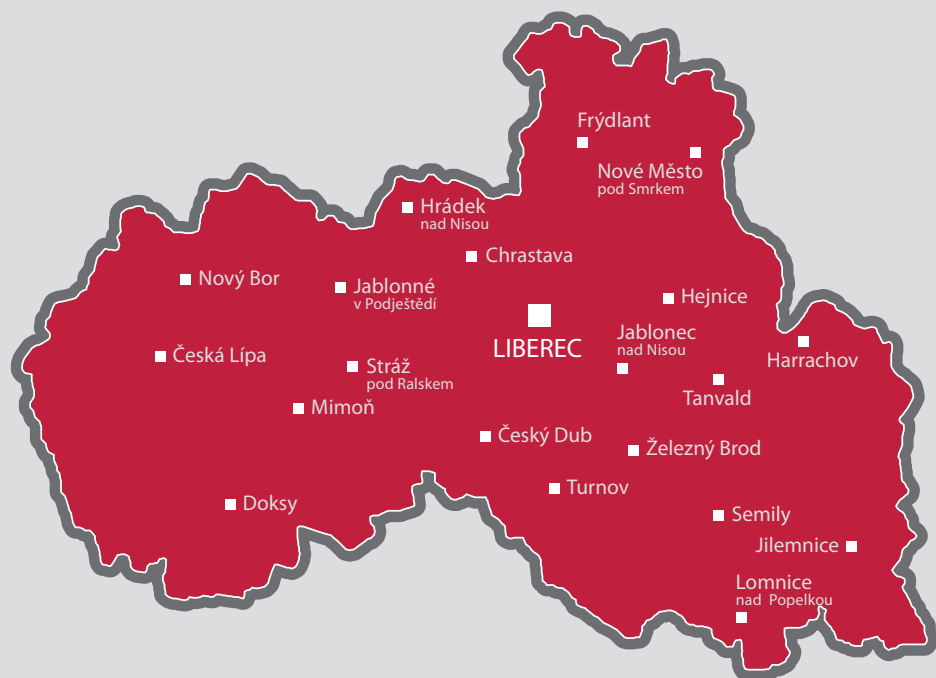 Frýdlant
Nové Město
pod Smrkem
Hrádek
nad Nisou
Chrastava
Nový Bor
Jablonné
v Podještědí
Hejnice
Jablonec
nad Nisou
LIBEREC
Harrachov
Česká Lípa
Stráž
pod Ralskem
Tanvald
Mimoň
Český Dub
Železný Brod
Turnov
Doksy
Semily
Jilemnice
Lomnice
nad Popelkou